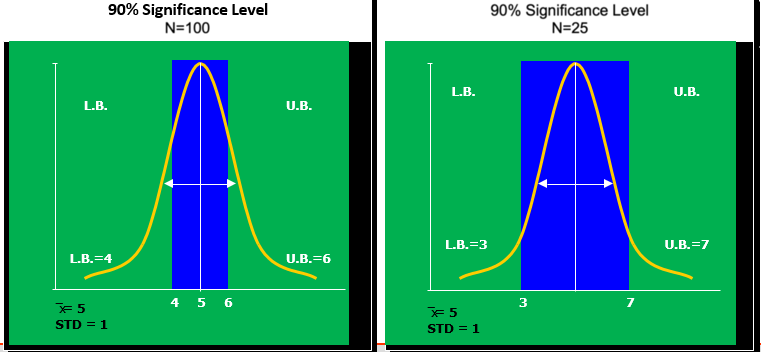 90% Significance Level
N=100
L.B.
U.B.
L.B.=4
U.B.=6
4 5 6
x̅= 5
STD = 1
90% Significance Level
N=25
L.B.
U.B.
L.B.=3
U.B.=7
3 7
x̅= 5
STD = 1